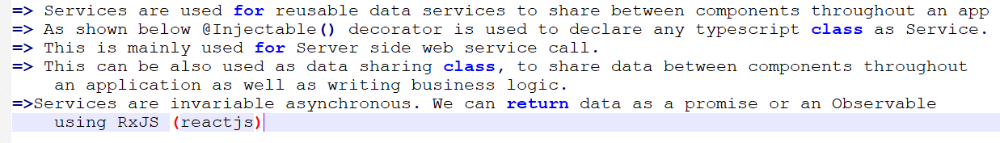 => Services are used for reusable data services to share between components throughout an app
=> As shown below @Injectable() decorator is used to declare any typescript class as Service.
=> This is mainly used for Server side web service call.
=> This can be also used as data sharing class, to share data between components throughout
an application as well as writing business logic.
=>Services are invariable asynchronous. We can return data as a promise or an Observable
using RxJS (reactjs)